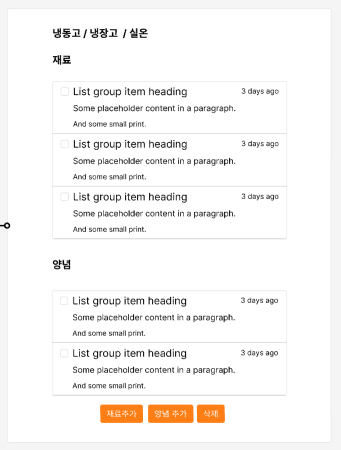 냉동고 / 냉장고 / 실온
재료
List group item heading 3 days ago
Some placeholder content in a paragraph.
And some small print.
List group item heading 3 days ago
Some placeholder content in a paragraph.
And some small print.
List group item heading 3 days ago
Some placeholder content in a paragraph.
And some small print.
양념
List group item heading 3 days ago
Some placeholder content in a paragraph.
And some small print.
List group item heading 3 days ago
Some placeholder content in a paragraph.
And some small print.
재료추가 양념 추가 삭제